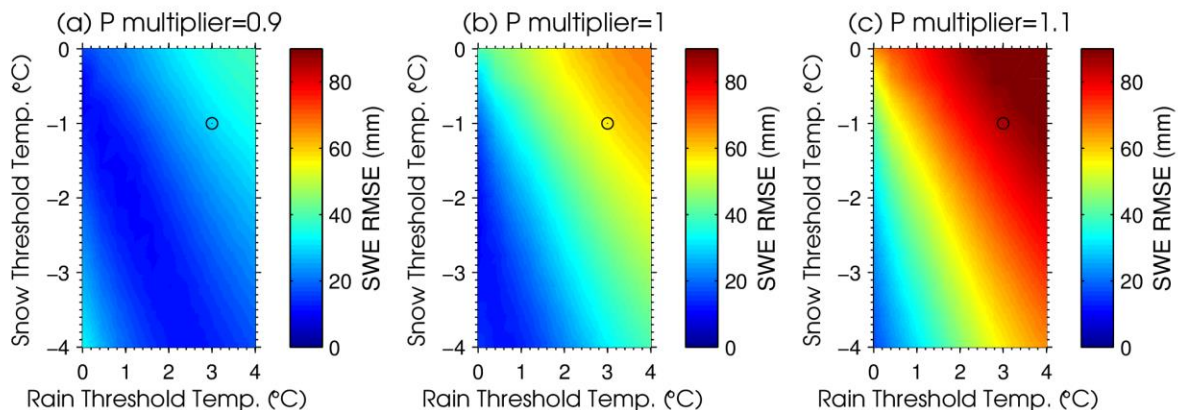 (a) P multiplier=0.9
0
−1
−2
−3
−4
Snow Threshold Temp. (°C)
0 1 2 3 4
Rain Threshold Temp. (°C)
80
60
40
20
0
SWE RMSE (mm)
(b) P multiplier=1
0
−1
−2
−3
−4
Snow Threshold Temp. (°C)
0 1 2 3 4
Rain Threshold Temp. (°C)
80
60
40
20
0
SWE RMSE (mm)
(c) P multiplier=1.1
0
−1
−2
−3
−4
Snow Threshold Temp. (°C)
0 1 2 3 4
Rain Threshold Temp. (°C)
80
60
40
20
0
SWE RMSE (mm)